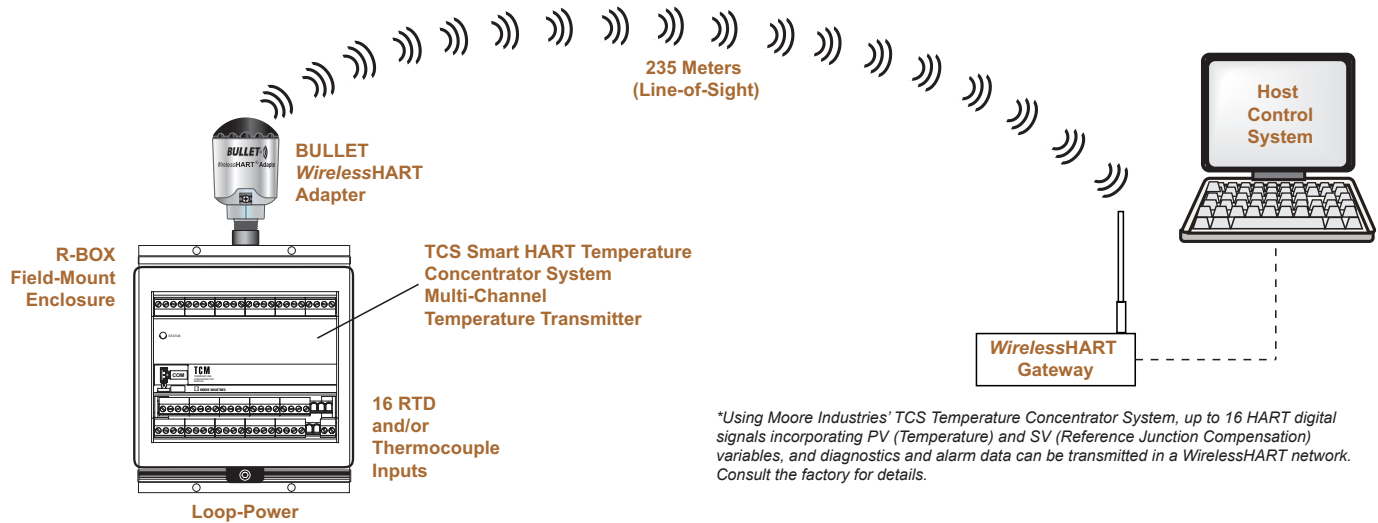 235 Meters
(Line-of-Sight)
Host
Control
System
BULLET
WirelessHART® Adapter
BULLET
WirelessHART
Adapter
R-BOX
Field-Mount
Enclosure
TCS Smart HART Temperature
Concentrator System
Multi-Channel
Temperature Transmitter
STATUS
COM
TCM
MOORE INDUSTRIES
WirelessHART
Gateway
16 RTD
and/or
Thermocouple
Inputs
*Using Moore Industries’ TCS Temperature Concentrator System, up to 16 HART digital
signals incorporating PV (Temperature) and SV (Reference Junction Compensation)
variables, and diagnostics and alarm data can be transmitted in a WirelessHART network.
Consult the factory for details.
Loop-Power